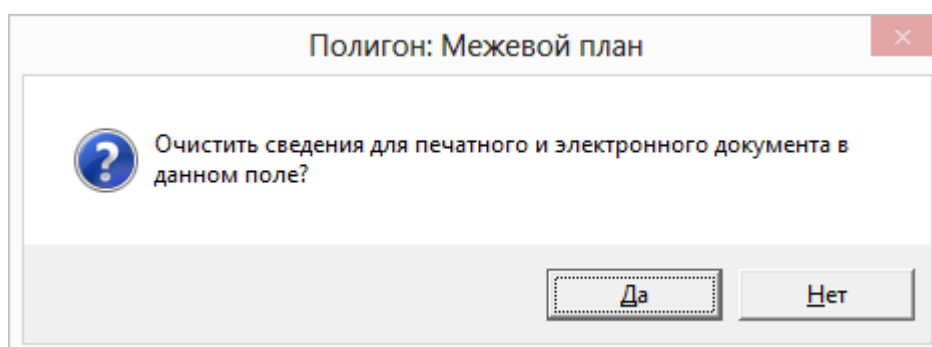 Полигон: Межевой план
Очистить сведения для печатного и электронного документа в
данном поле?
Да
Нет